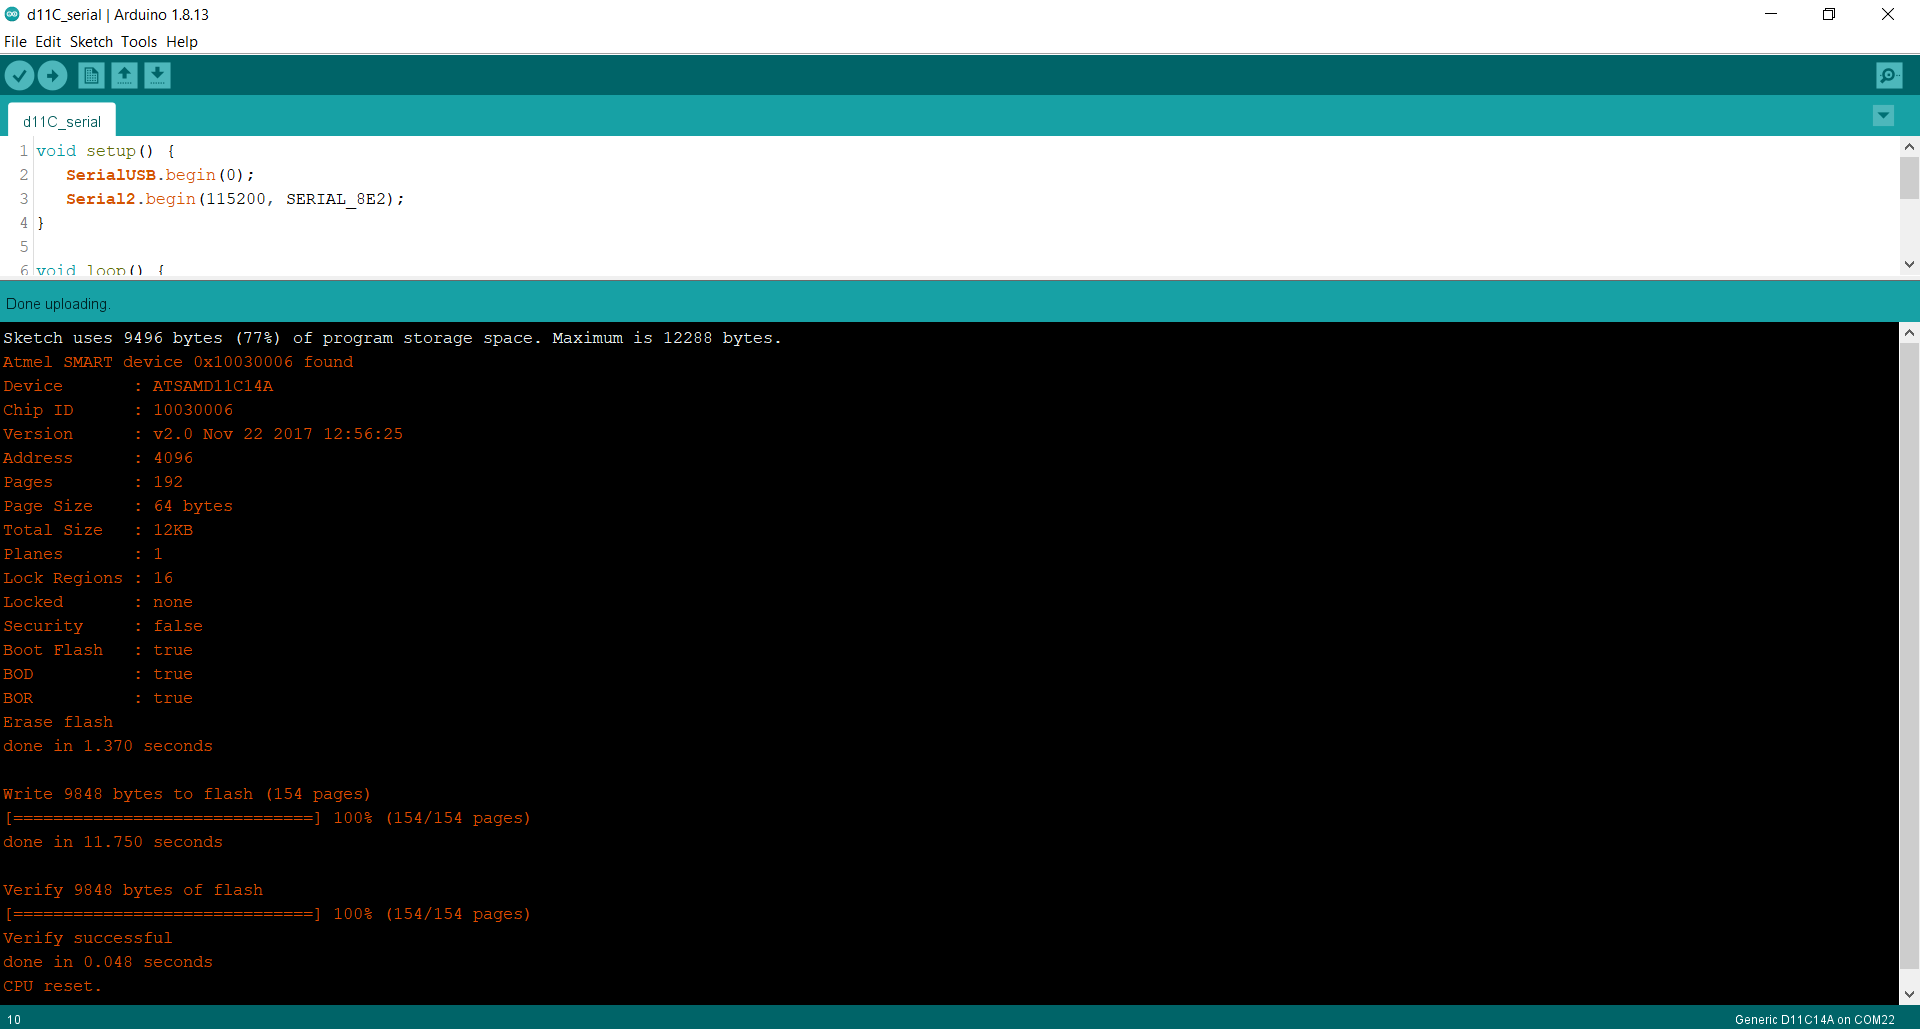 d11C_serial | Arduino 1.8.13
File Edit Sketch Tools Help
d11C_serial
1 void setup() {
2    SerialUSB.begin(0);
3    Serial2.begin(115200, SERIAL_8E2);
4 }
5
6 void loop() {
Done uploading.
Sketch uses 9496 bytes (77%) of program storage space. Maximum is 12288 bytes.
Atmel SMART device 0x10030006 found
Device       : ATSAMD11C14A
Chip ID      : 10030006
Version      : v2.0 Nov 22 2017 12:56:25
Address      : 4096
Pages        : 192
Page Size    : 64 bytes
Total Size   : 12KB
Planes       : 1
Lock Regions : 16
Locked       : none
Security     : false
Boot Flash   : true
BOD          : true
BOR          : true
Erase flash
done in 1.370 seconds
Write 9848 bytes to flash (154 pages)
[==============================] 100% (154/154 pages)
done in 11.750 seconds
Verify 9848 bytes of flash
[==============================] 100% (154/154 pages)
Verify successful
done in 0.048 seconds
CPU reset.
10
Generic D11C14A on COM22